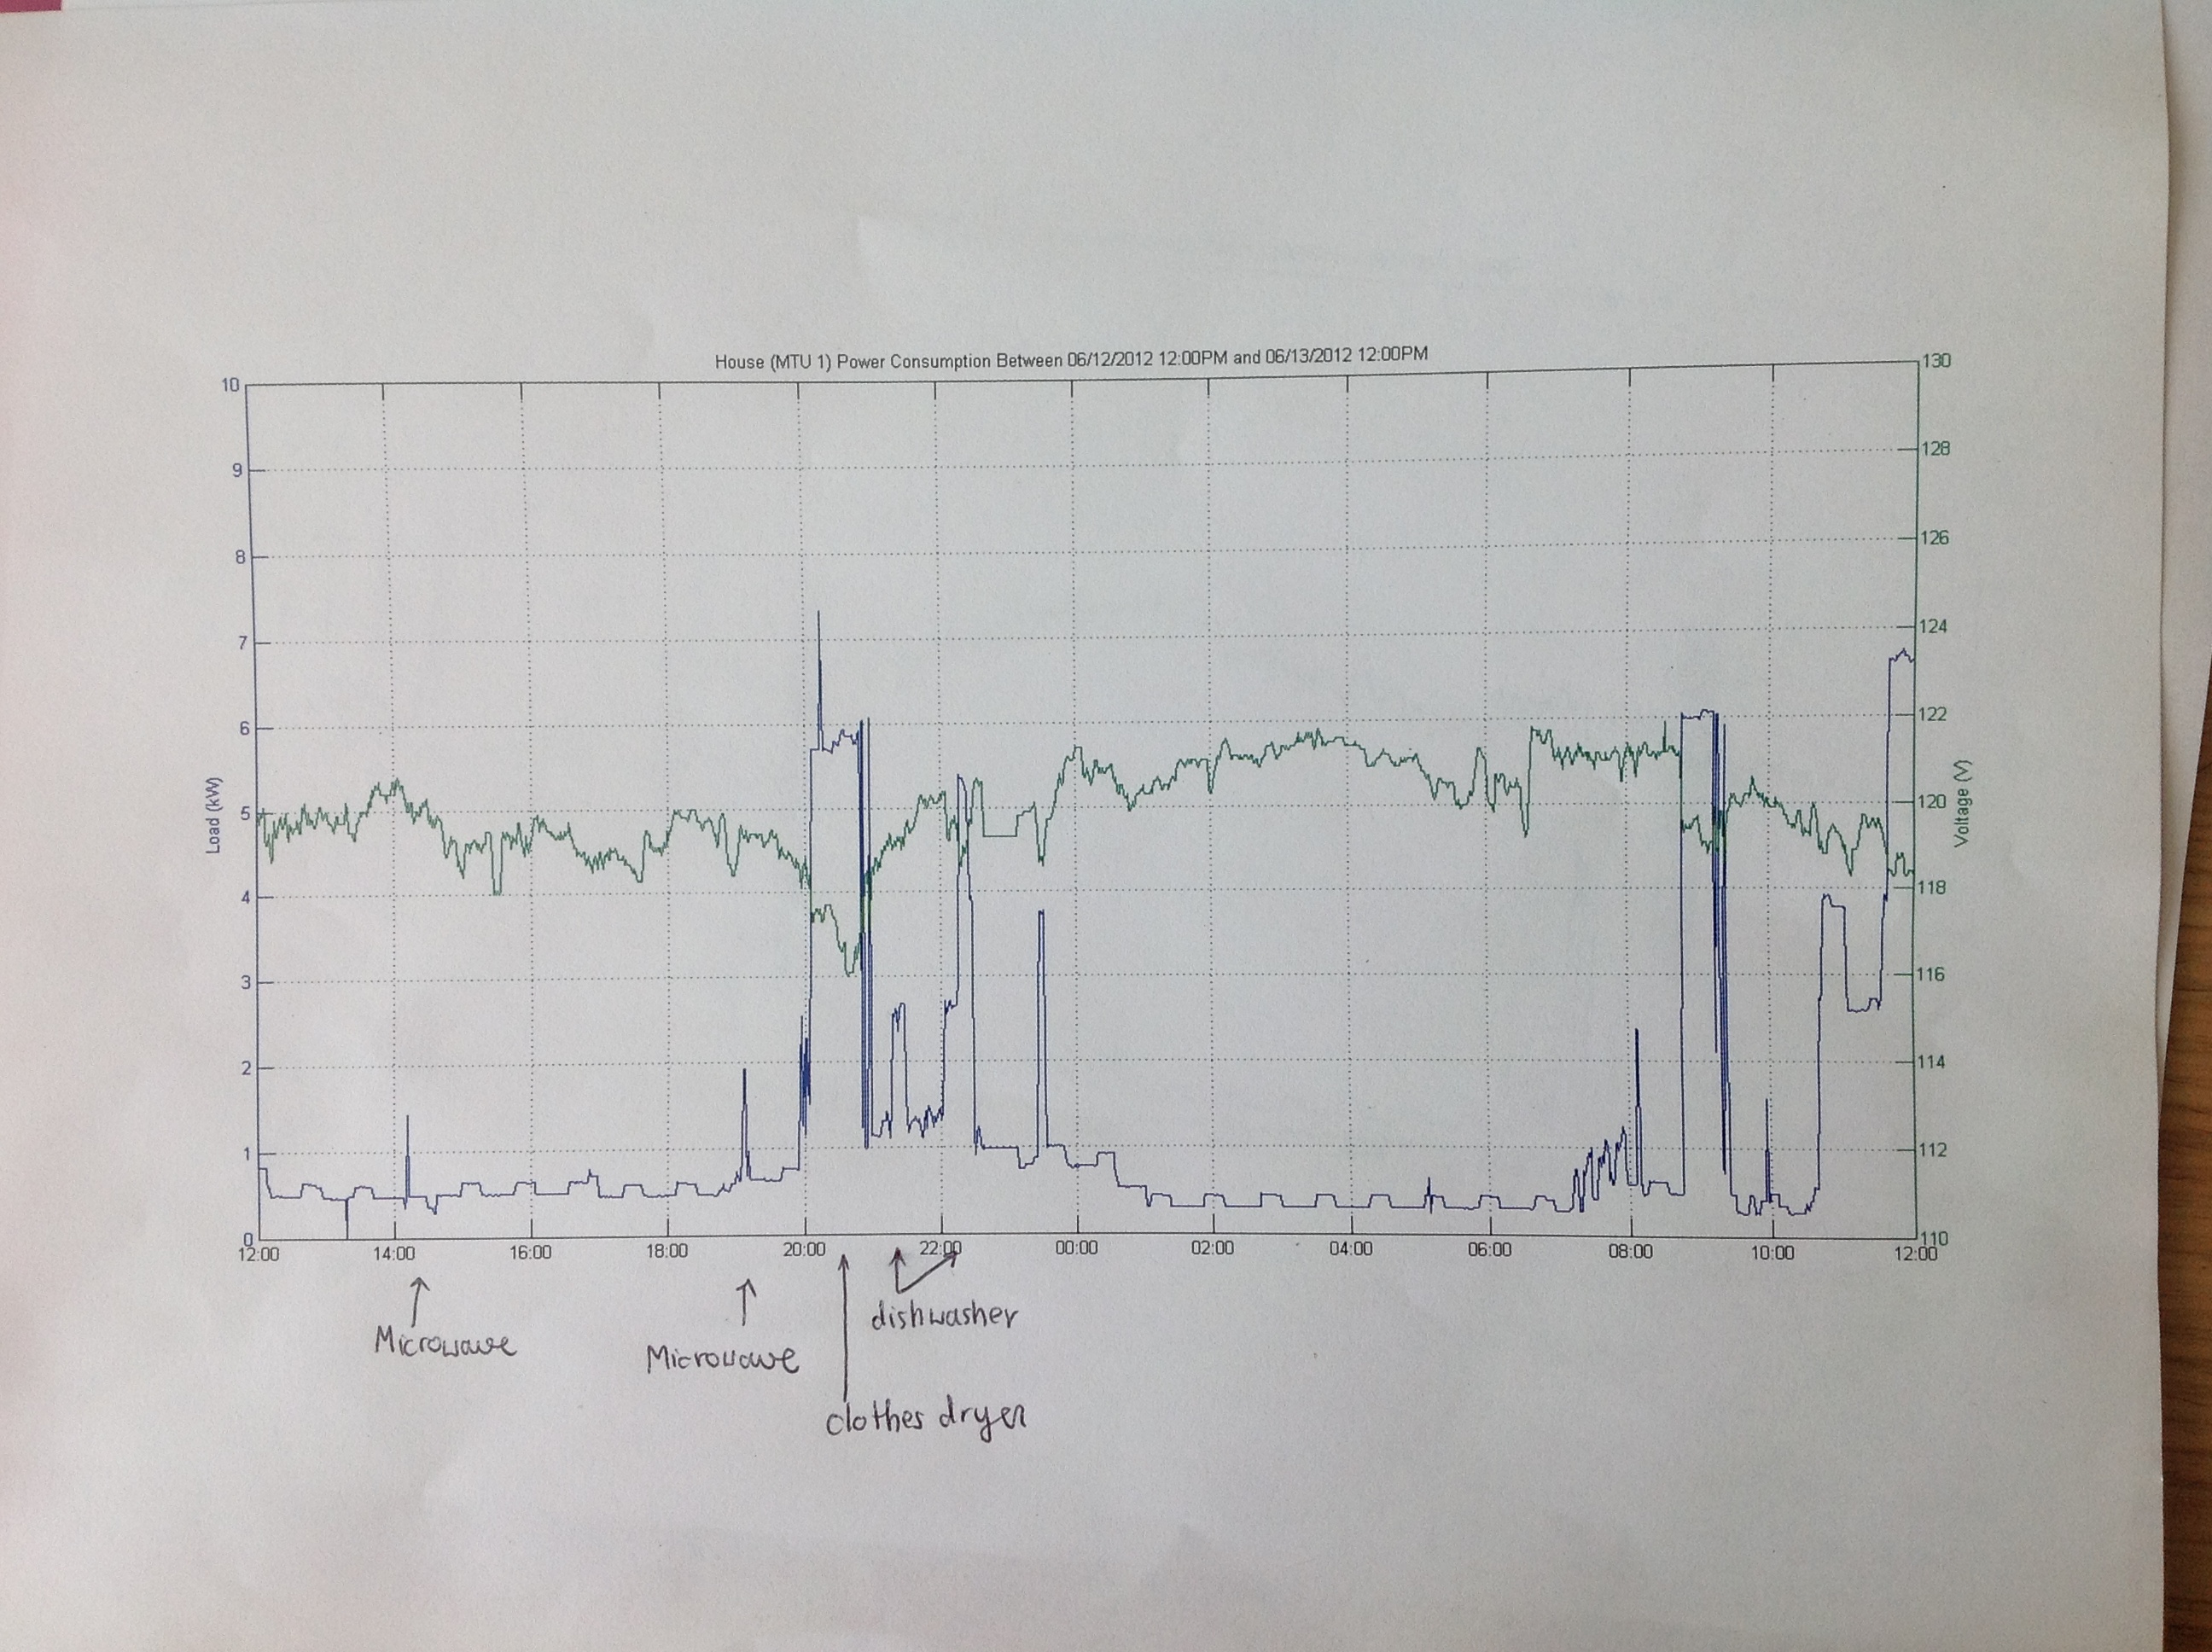 House (MTU 1) Power Consumption Between 06/12/2012 12:00PM and 06/13/2012 12:00PM
10
9
8
7
6
5
4
3
2
1
0
Load (kW)
130
128
126
124
122
120
118
116
114
112
110
Voltage (V)
12:00 14:00 16:00 18:00 20:00 22:00 00:00 02:00 04:00 06:00 08:00 10:00 12:00
Microwave
Microwave
dishwasher
clothes dryer